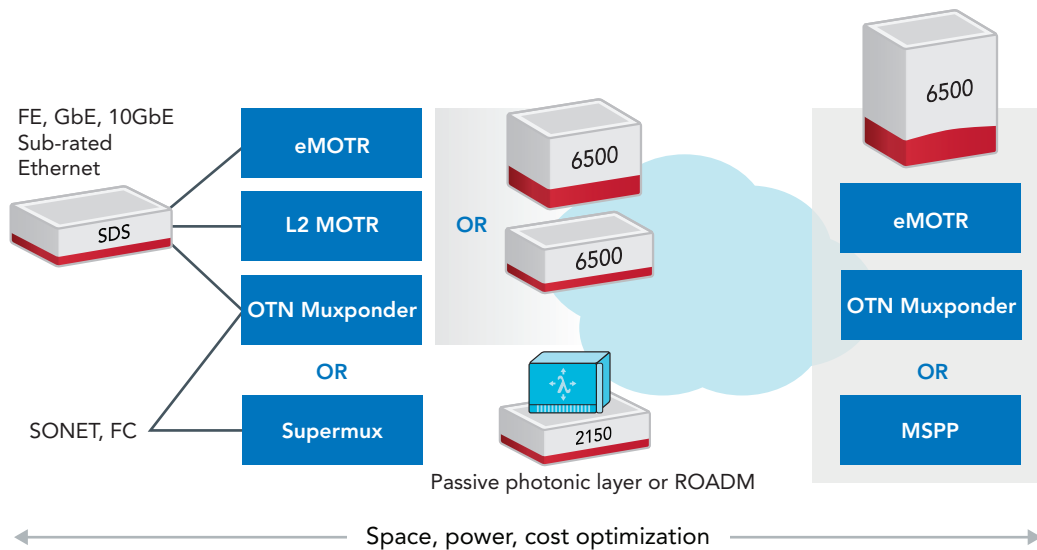 FE, GbE, 10GbE
Sub-rated
Ethernet
SDS
SONET, FC
eMOTR
L2 MOTR
OTN Muxponder
OR
Supermux
OR
6500
6500
2150
λ
Passive photonic layer or ROADM
6500
eMOTR
OTN Muxponder
OR
MSPP
Space, power, cost optimization